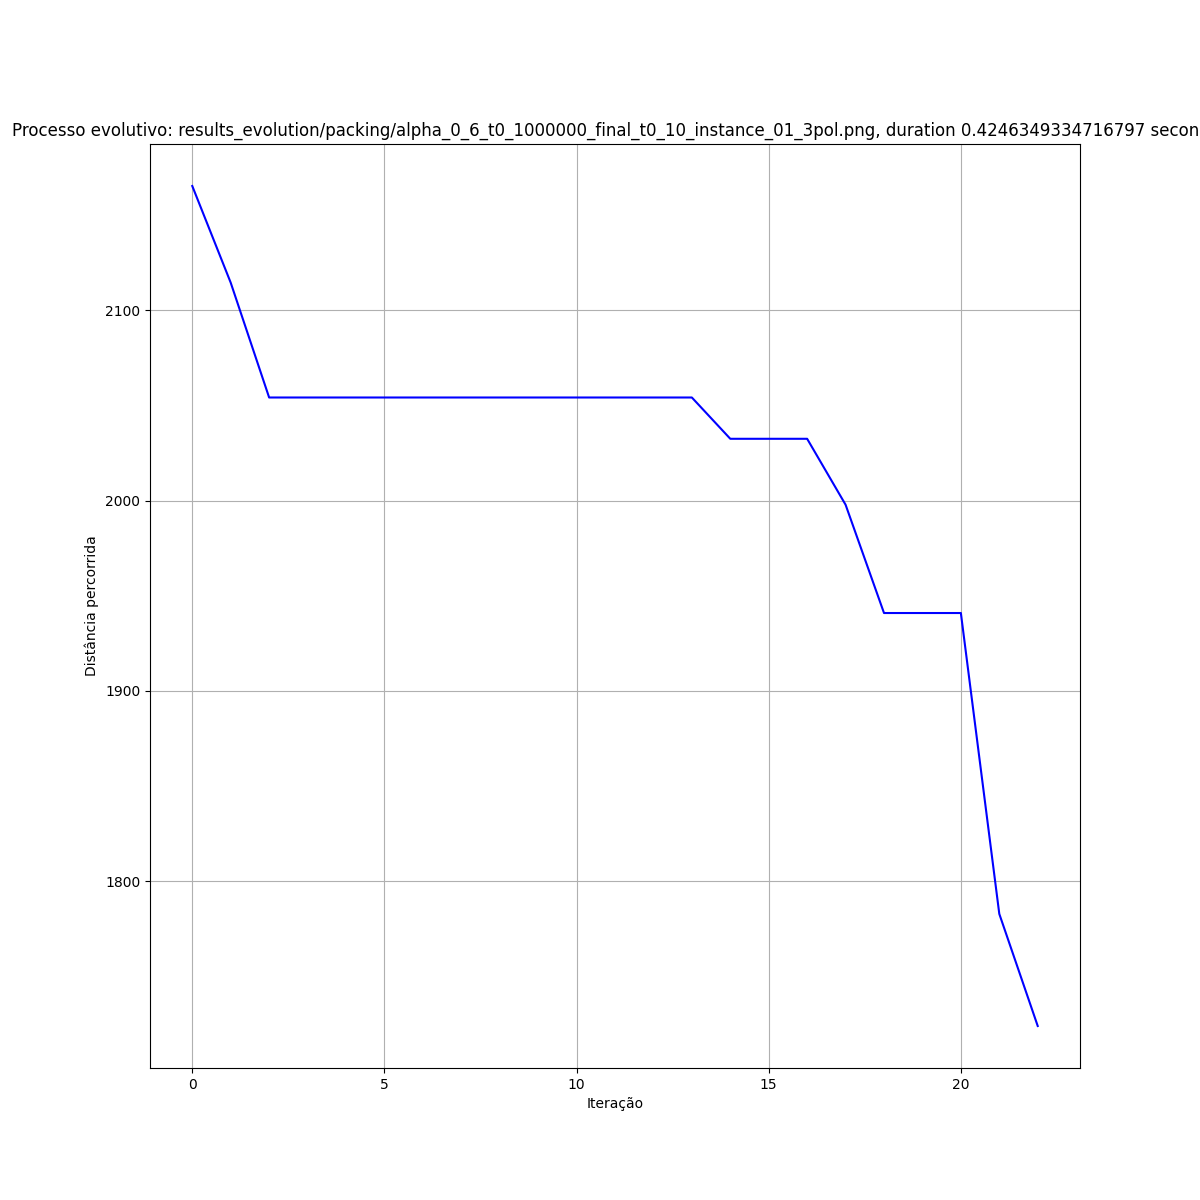 Processo evolutivo: results_evolution/packing/alpha_0_6_t0_1000000_final_t0_10_instance_01_3pol.png, duration 0.4246349334716797 secon
2100
2000
1900
1800
Distância percorrida
0 5 10 15 20
Iteração